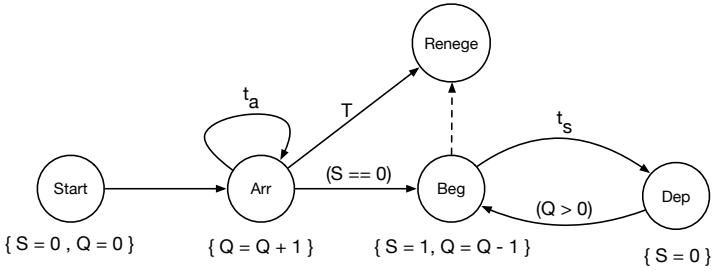 Renege
t_a
T
t_s
Start
Arr
(S == 0)
Beg
(Q > 0)
Dep
{ S = 0 , Q = 0 }
{ Q = Q + 1 }
{ S = 1, Q = Q - 1 }
{ S = 0 }